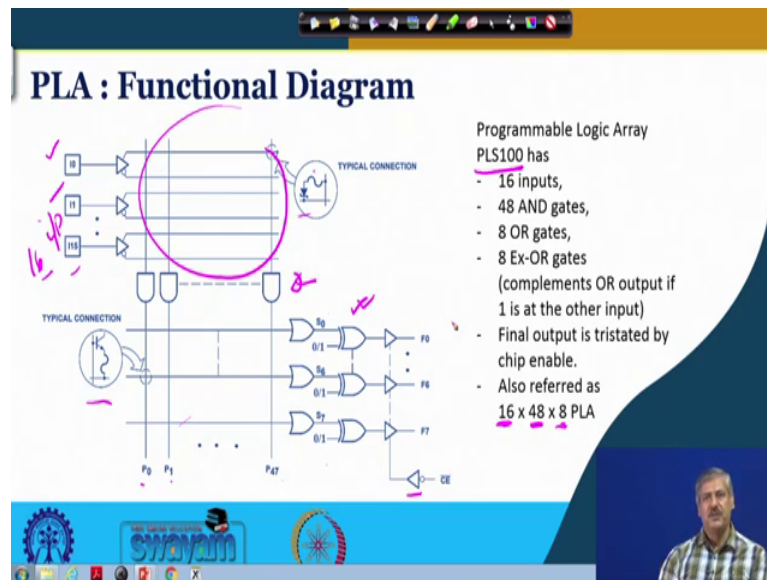 PLA : Functional Diagram
I0
I1
I15
16 i/p
TYPICAL CONNECTION
TYPICAL CONNECTION
S0
0/1
F0
S6
0/1
F6
S7
0/1
F7
P0
P1
P47
CE
Programmable Logic Array
PLS100 has
- 16 inputs,
- 48 AND gates,
- 8 OR gates,
- 8 Ex-OR gates
(complements OR output if
1 is at the other input)
- Final output is tristated by
chip enable.
- Also referred as
16 x 48 x 8 PLA
swayam